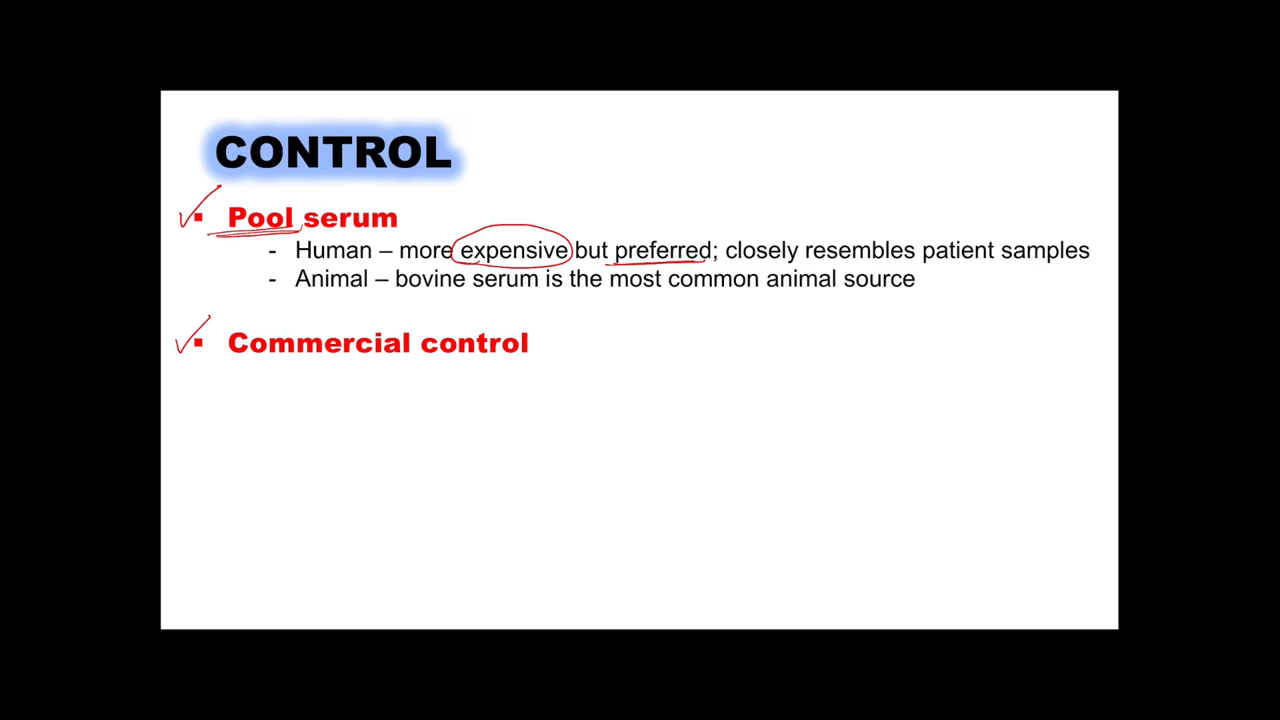 CONTROL
▪ Pool serum
- Human – more expensive but preferred; closely resembles patient samples
- Animal – bovine serum is the most common animal source
▪ Commercial control